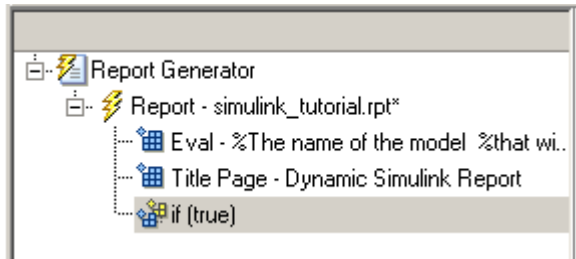 Report Generator
Report - simulink_tutorial.rpt*
Eval - %The name of the model %that wi..
Title Page - Dynamic Simulink Report
if (true)